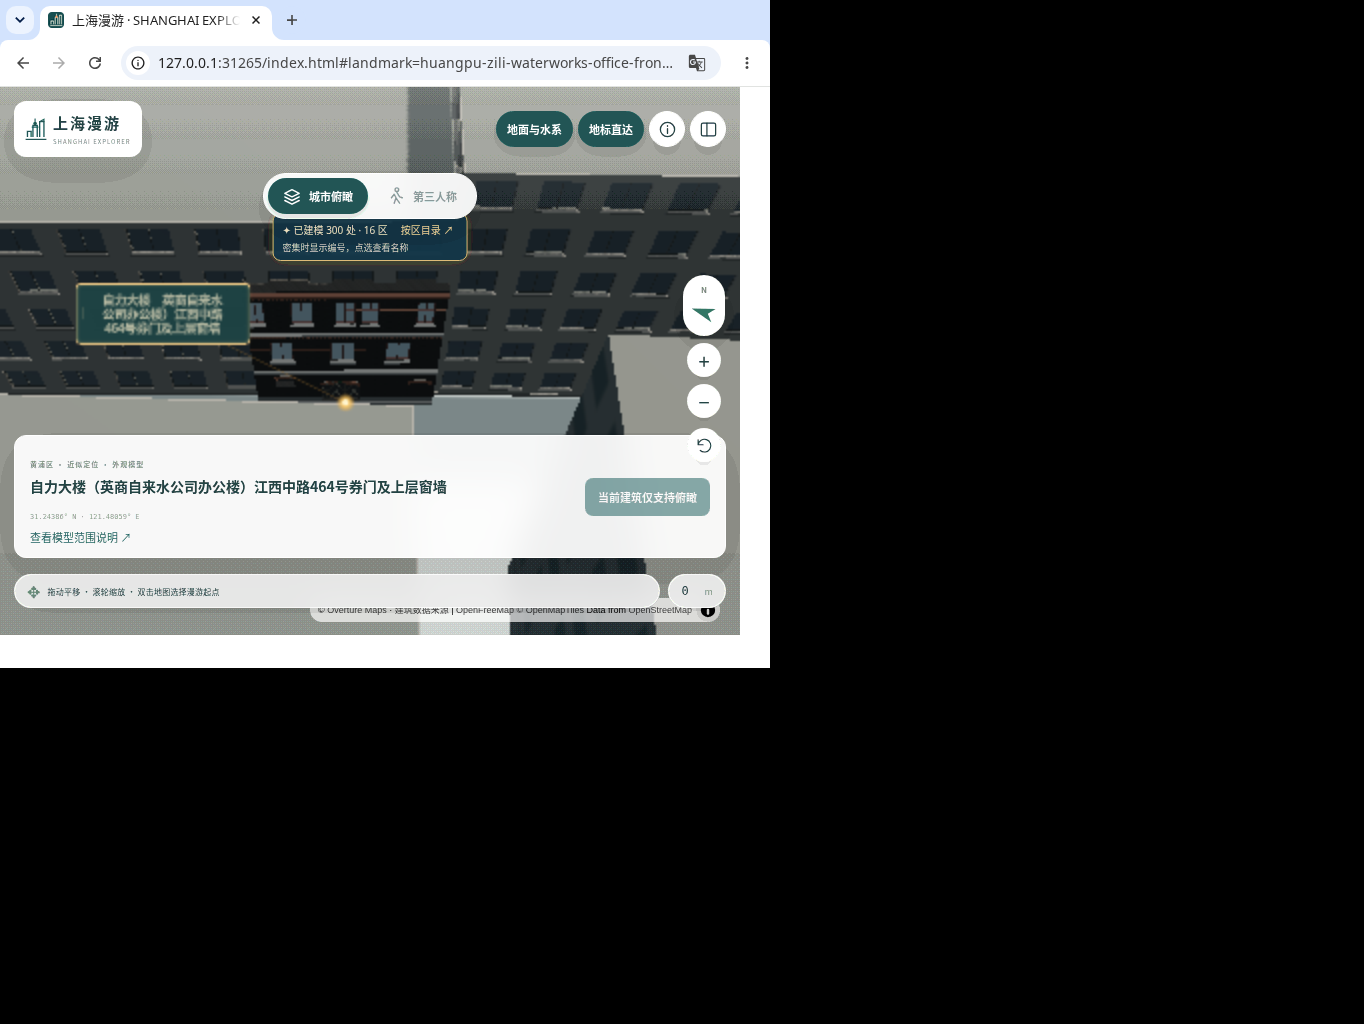 上海漫游 · SHANGHAI EXPLO
127.0.0.1:31265/index.html#landmark=huangpu-zili-waterworks-office-fron...
上海漫游
SHANGHAI EXPLORER
地面与水系
地标直达
城市俯瞰
第三人称
✦ 已建模 300 处 · 16 区 按区目录 ↗
密集时显示编号，点选查看名称
自力大楼 英商自来水
公司办公楼）江西中路
464号券门及上层窗墙
N
+
−
黄浦区 · 近似定位 · 外观模型
自力大楼（英商自来水公司办公楼）江西中路464号券门及上层窗墙
当前建筑仅支持俯瞰
31.24386° N · 121.48059° E
查看模型范围说明 ↗
拖动平移 · 滚轮缩放 · 双击地图选择漫游起点
0 m
© Overture Maps · 建筑数据来源 | OpenFreeMap © OpenMapTiles Data from OpenStreetMap